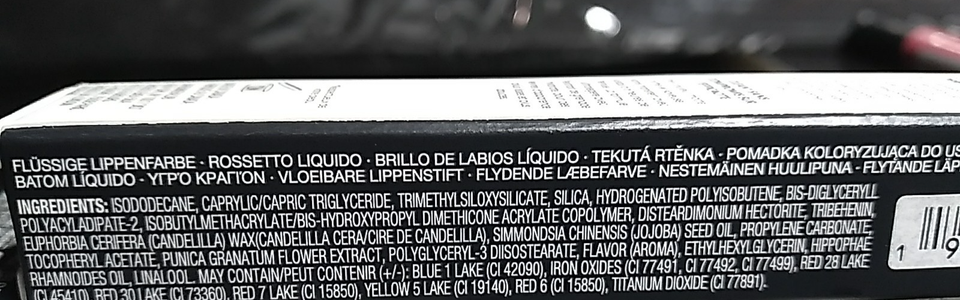 FLÜSSIGE LIPPENFARBE · ROSSETTO LIQUIDO · BRILLO DE LABIOS LÍQUIDO · TEKUTÁ RTĚNKA · POMADKA KOLORYZUJĄCA DO US
BATOM LÍQUIDO · ΥΓΡΟ ΚΡΑΓΙΟΝ · VLOEIBARE LIPPENSTIFT · FLYDENDE LÆBEFARVE · NESTEMÄINEN HUULIPUNA · FLYTANDE LÄP
INGREDIENTS: ISODODECANE, CAPRYLIC/CAPRIC TRIGLYCERIDE, TRIMETHYLSILOXYSILICATE, SILICA, HYDROGENATED POLYISOBUTENE, BIS-DIGLYCERYL
POLYACYLADIPATE-2, ISOBUTYLMETHACRYLATE/BIS-HYDROXYPROPYL DIMETHICONE ACRYLATE COPOLYMER, DISTEARDIMONIUM HECTORITE, TRIBEHENIN,
EUPHORBIA CERIFERA (CANDELILLA) WAX(CANDELILLA CERA/CIRE DE CANDELILLA), SIMMONDSIA CHINENSIS (JOJOBA) SEED OIL, PROPYLENE CARBONATE,
TOCOPHERYL ACETATE, PUNICA GRANATUM FLOWER EXTRACT, POLYGLYCERYL-3 DIISOSTEARATE, FLAVOR (AROMA), ETHYLHEXYLGLYCERIN, HIPPOPHAE
RHAMNOIDES OIL, LINALOOL. MAY CONTAIN/PEUT CONTENIR (+/-): BLUE 1 LAKE (CI 42090), IRON OXIDES (CI 77491, CI 77492, CI 77499), RED 28 LAKE
(CI 45410), RED 30 LAKE (CI 73360), RED 7 LAKE (CI 15850), YELLOW 5 LAKE (CI 19140), RED 6 (CI 15850), TITANIUM DIOXIDE (CI 77891).
1 9